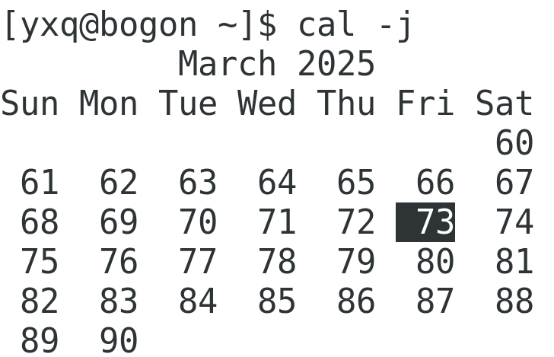 [yxq@bogon ~]$ cal -j
March 2025
Sun Mon Tue Wed Thu Fri Sat
60
61 62 63 64 65 66 67
68 69 70 71 72 73 74
75 76 77 78 79 80 81
82 83 84 85 86 87 88
89 90